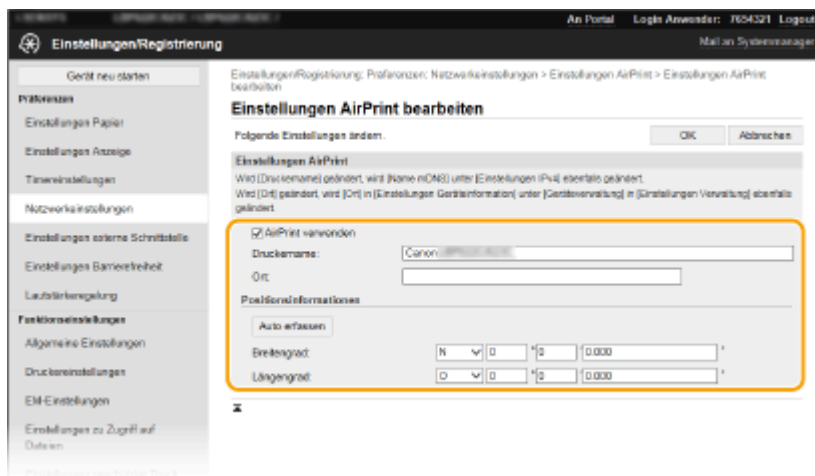 An Portal Login Anwender: 7654321 Logout
Einstellungen/Registrierung
Mail an Systemmanager
Gerät neu starten
Präferenzen
Einstellungen Papier
Einstellungen Anzeige
Timereinstellungen
Netzwerkeinstellungen
Einstellungen externe Schnittstelle
Einstellungen Barrierefreiheit
Lautstärkeregelung
Funktionseinstellungen
Allgemeine Einstellungen
Druckereinstellungen
EM-Einstellungen
Einstellungen zu Zugriff auf
Dateien
Einstellungen/Registrierung: Präferenzen: Netzwerkeinstellungen > Einstellungen AirPrint > Einstellungen AirPrint
bearbeiten
Einstellungen AirPrint bearbeiten
Folgende Einstellungen ändern.
OK Abbrechen
Einstellungen AirPrint
Wird [Druckername] geändert, wird [Name mDNS] unter [Einstellungen IPv4] ebenfalls geändert.
Wird [Ort] geändert, wird [Ort] in [Einstellungen Geräteinformation] unter [Geräteverwaltung] in [Einstellungen Verwaltung] ebenfalls
geändert.
AirPrint verwenden
Druckername: Canon
Ort:
Positionsinformationen
Auto erfassen
Breitengrad: N 0 ° 0 ' 0.000 "
Längengrad: O 0 ° 0 ' 0.000 "